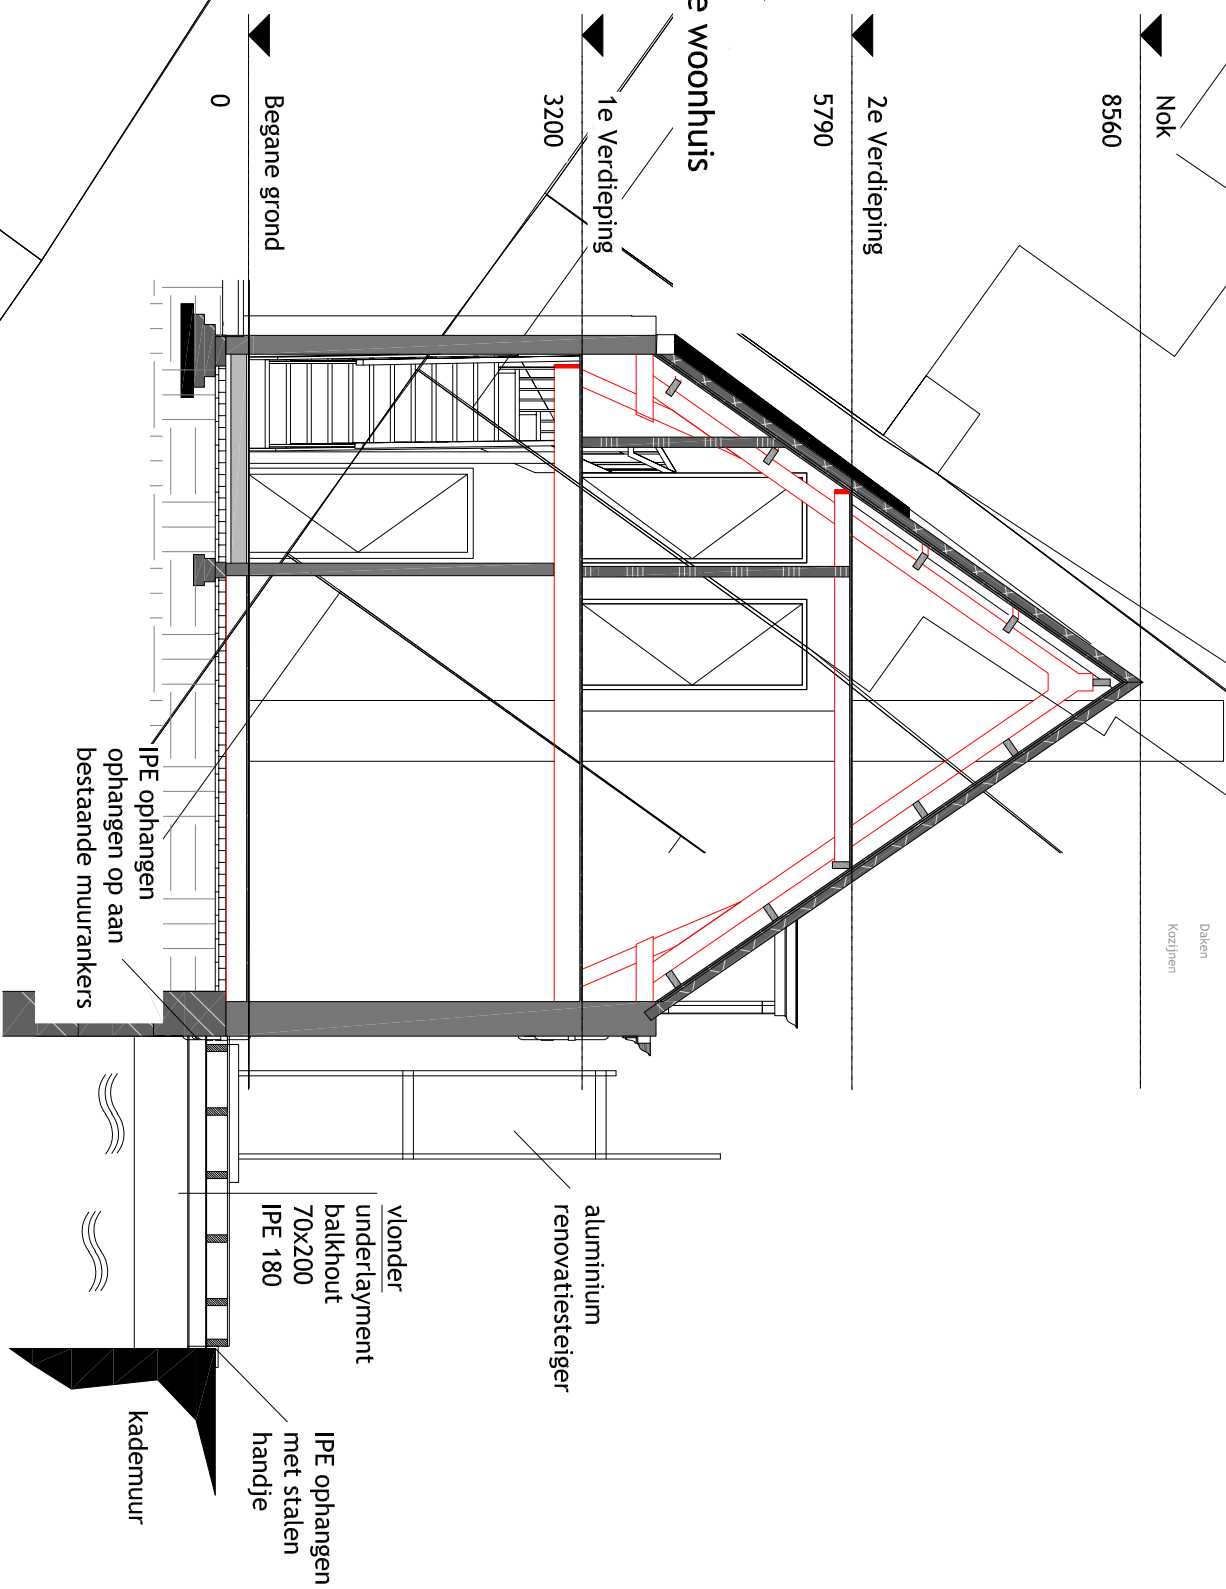 Nok
8560
2e Verdieping
5790
e woonhuis
1e Verdieping
3200
Begane grond
0
Daken
Kozijnen
IPE ophangen
ophangen op aan
bestaande muurankers
aluminium
renovatiesteiger
vlonder
underlayment
balkhout
70x200
IPE 180
IPE ophangen
met stalen
handje
kademuur